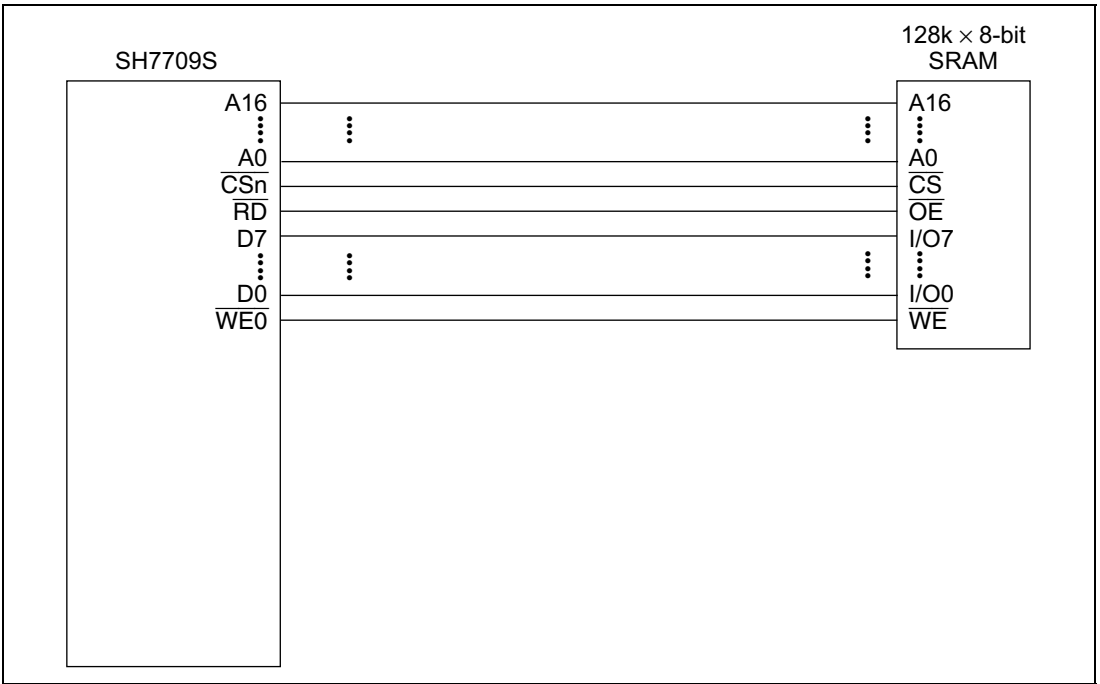 SH7709S
A16
A0
CSn
RD
D7
D0
WE0
128k × 8-bit
SRAM
A16
A0
CS
OE
I/O7
I/O0
WE